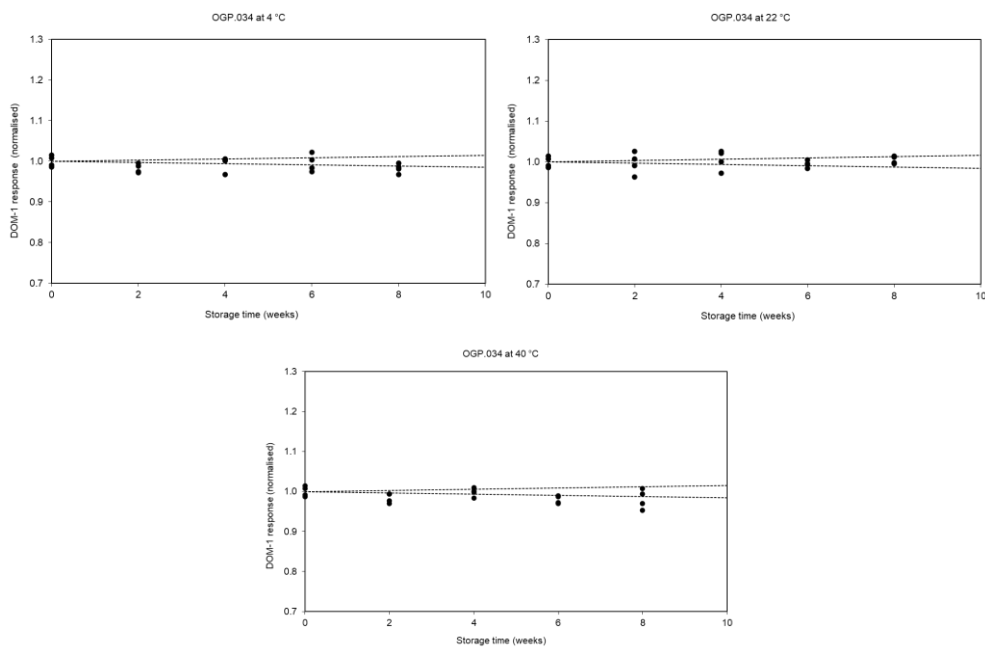 OGP.034 at 4 °C
1.3
1.2
1.1
1.0
0.9
0.8
0.7
DOM-1 response (normalised)
0 2 4 6 8 10
Storage time (weeks)
OGP.034 at 22 °C
1.3
1.2
1.1
1.0
0.9
0.8
0.7
DOM-1 response (normalised)
0 2 4 6 8 10
Storage time (weeks)
OGP.034 at 40 °C
1.3
1.2
1.1
1.0
0.9
0.8
0.7
DOM-1 response (normalised)
0 2 4 6 8 10
Storage time (weeks)